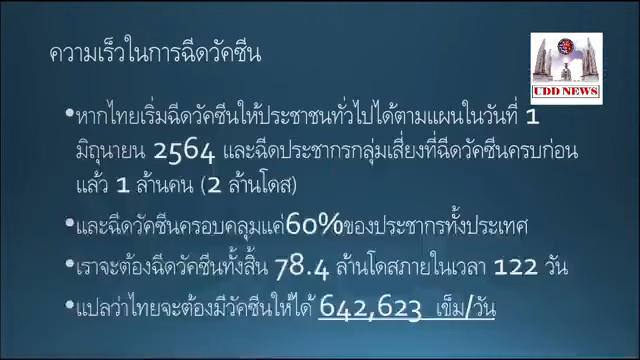 ความเร็วในการฉีดวัคซีน
UDD NEWS
•หากไทยเริ่มฉีดวัคซีนให้ประชาชนทั่วไปได้ตามแผนในวันที่ 1
มิถุนายน 2564 และฉีดประชากรกลุ่มเสี่ยงที่ฉีดวัคซีนครบก่อน
แล้ว 1 ล้านคน (2 ล้านโดส)
•และฉีดวัคซีนครอบคลุมแค่60%ของประชากรทั้งประเทศ
•เราจะต้องฉีดวัคซีนทั้งสิ้น 78.4 ล้านโดสภายในเวลา 122 วัน
•แปลว่าไทยจะต้องมีวัคซีนให้ได้ 642,623 เข็ม/วัน